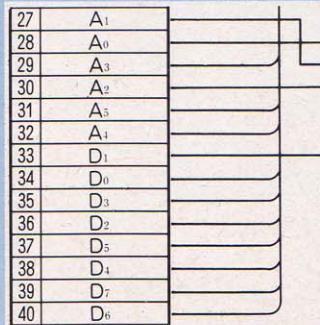 27 A₁
28 A₀
29 A₃
30 A₂
31 A₅
32 A₄
33 D₁
34 D₀
35 D₃
36 D₂
37 D₅
38 D₄
39 D₇
40 D₆